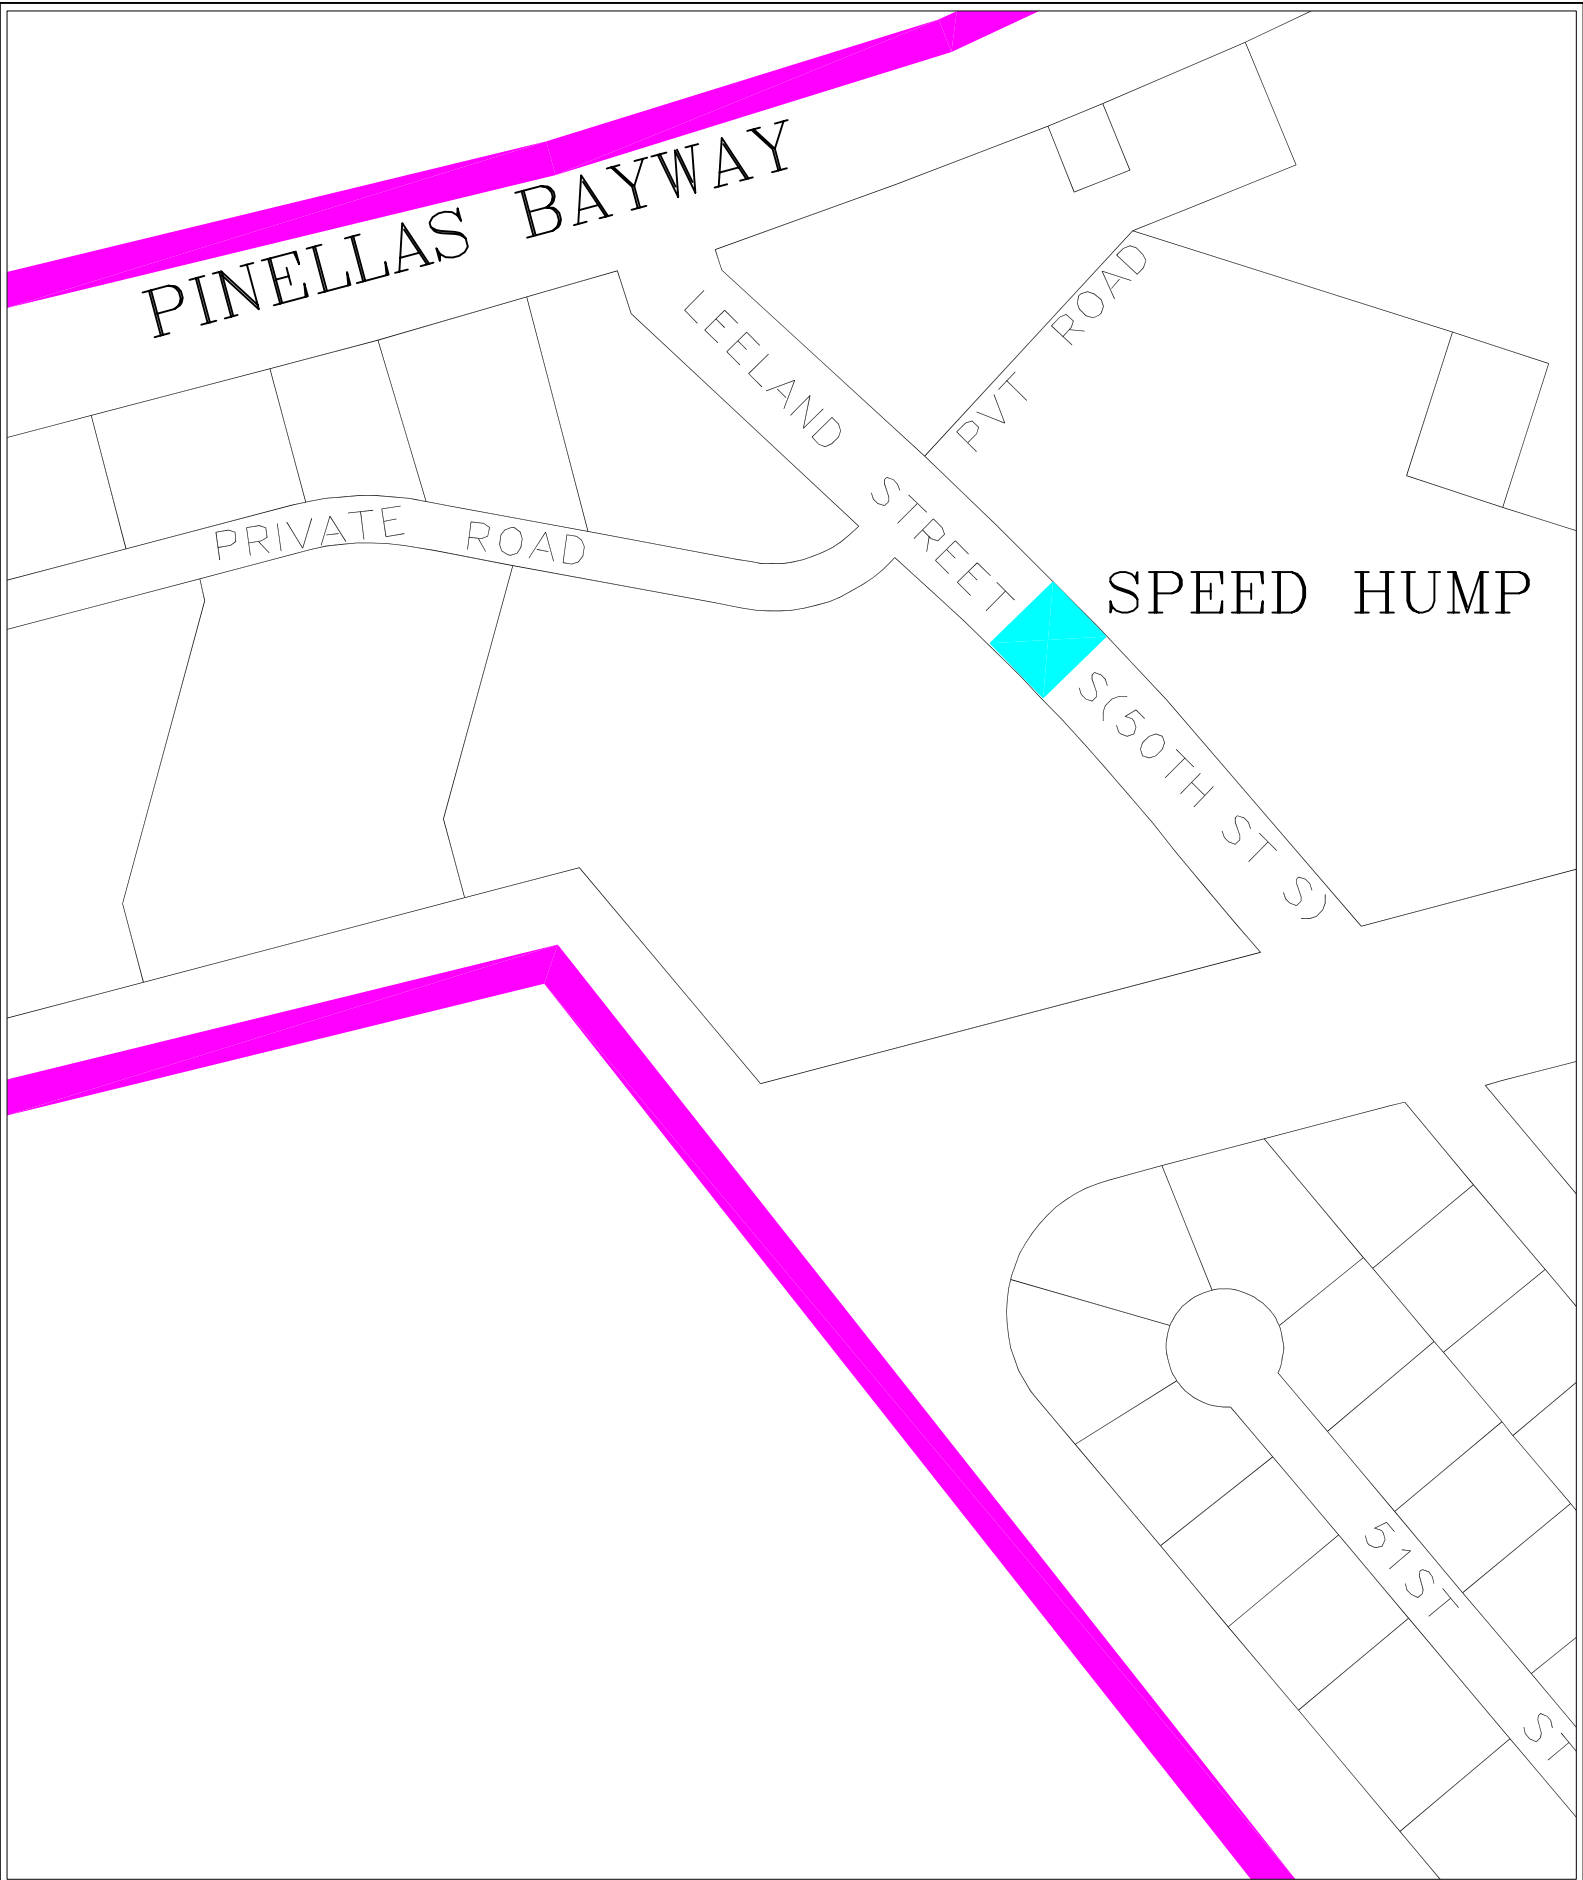 PINELLAS BAYWAY
LEELAND STREET S(50TH ST S)
PVT ROAD
PRIVATE ROAD
SPEED HUMP
51ST ST